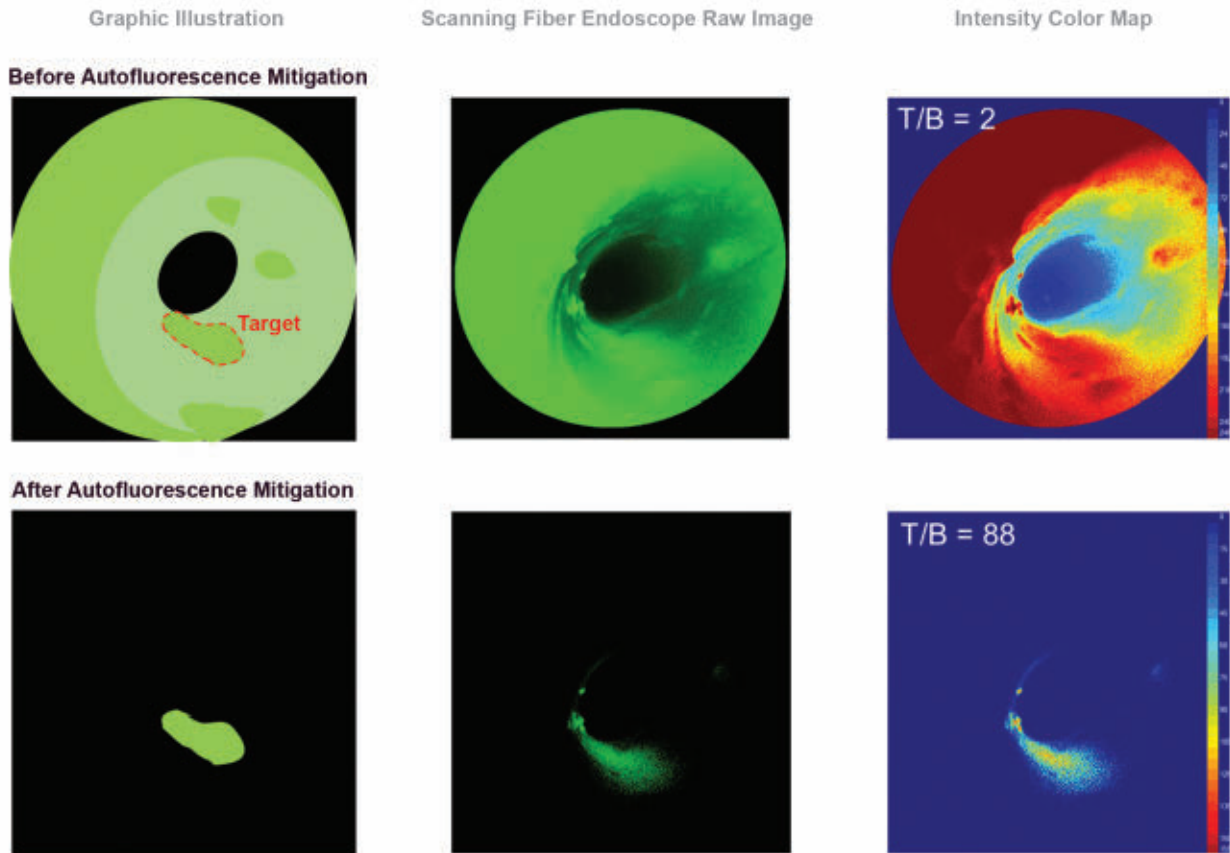 Graphic Illustration
Scanning Fiber Endoscope Raw Image
Intensity Color Map
Before Autofluorescence Mitigation
T/B = 2
Target
After Autofluorescence Mitigation
T/B = 88